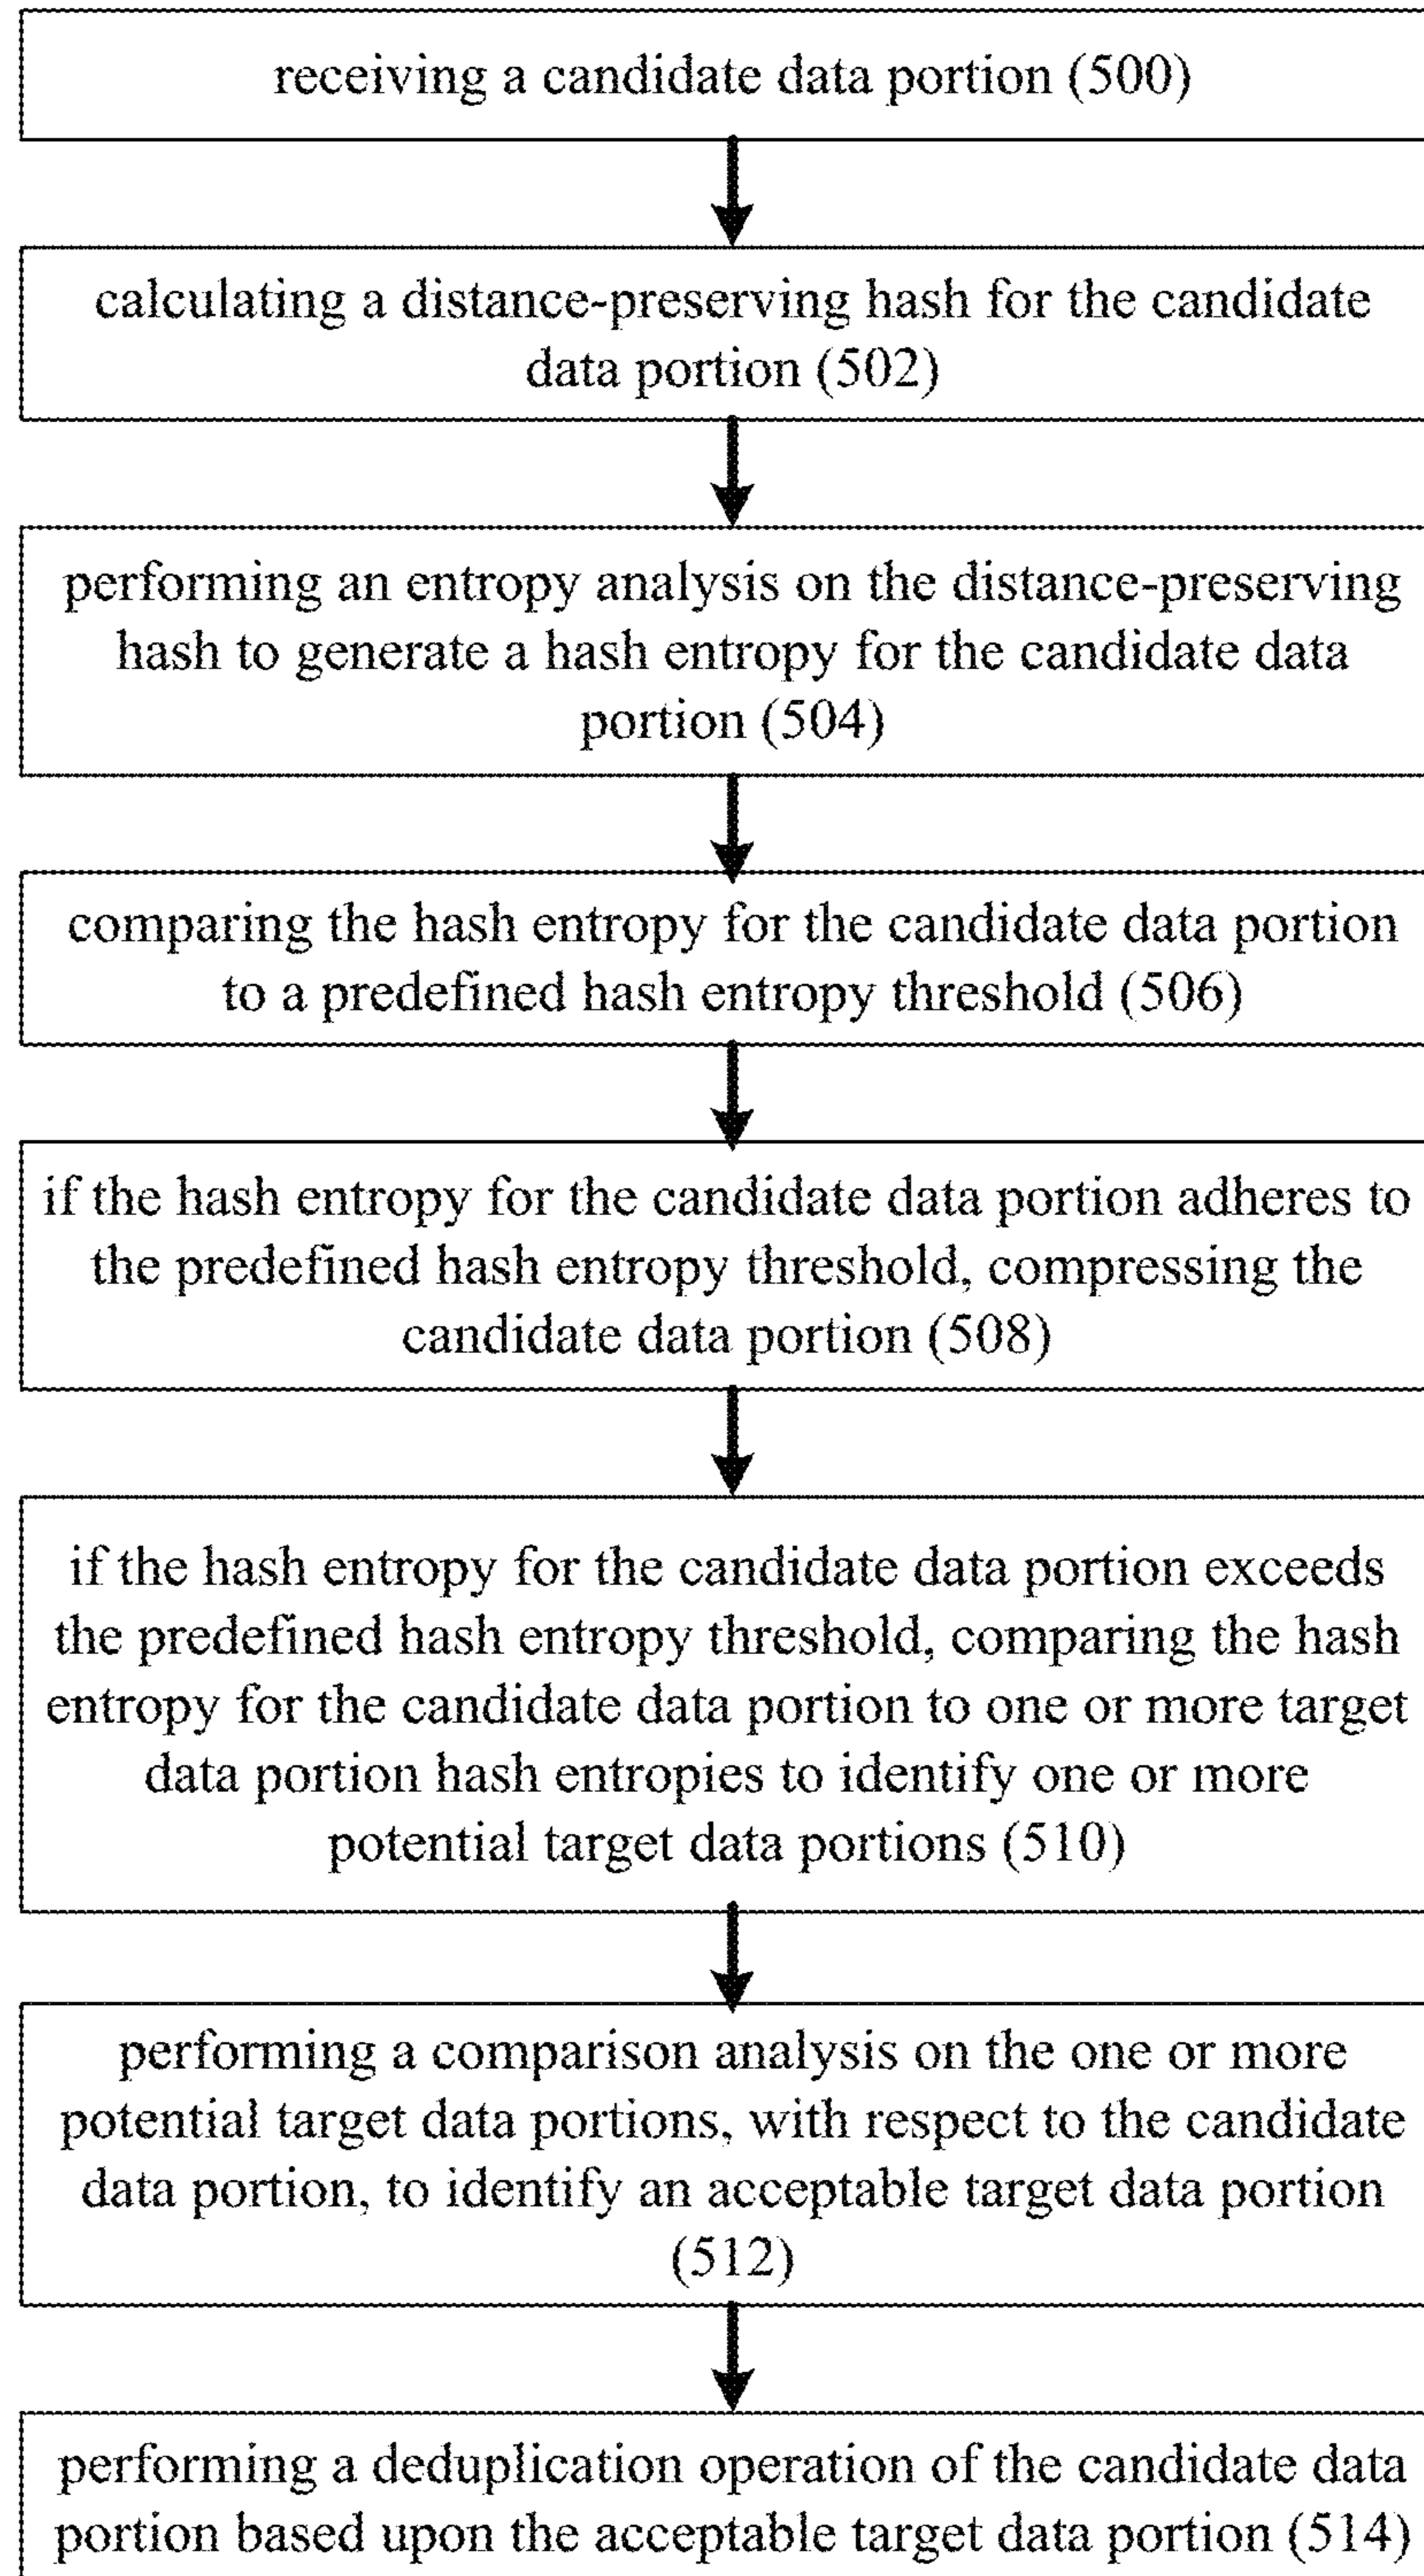 receiving a candidate data portion (500)
calculating a distance-preserving hash for the candidate
data portion (502)
performing an entropy analysis on the distance-preserving
hash to generate a hash entropy for the candidate data
portion (504)
comparing the hash entropy for the candidate data portion
to a predefined hash entropy threshold (506)
if the hash entropy for the candidate data portion adheres to
the predefined hash entropy threshold, compressing the
candidate data portion (508)
if the hash entropy for the candidate data portion exceeds
the predefined hash entropy threshold, comparing the hash
entropy for the candidate data portion to one or more target
data portion hash entropies to identify one or more
potential target data portions (510)
performing a comparison analysis on the one or more
potential target data portions, with respect to the candidate
data portion, to identify an acceptable target data portion
(512)
performing a deduplication operation of the candidate data
portion based upon the acceptable target data portion (514)